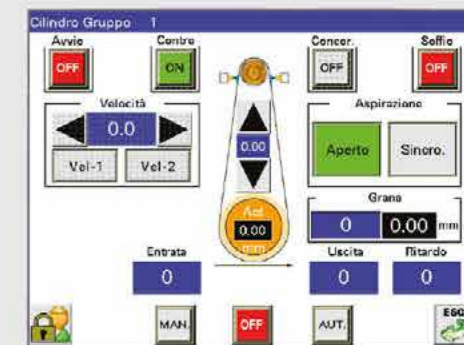 Cilindro Gruppo 1
Avvio Contro Concor. Soffio
OFF ON OFF OFF
Velocità Aspirazione
0.0
0.00
Vel-1 Vel-2
Aperto Sincro.
Grana
Act
0.00
mm
0 0.00 mm
Entrata Uscita Ritardo
0 0 0
MAN. OFF AUT. ESC